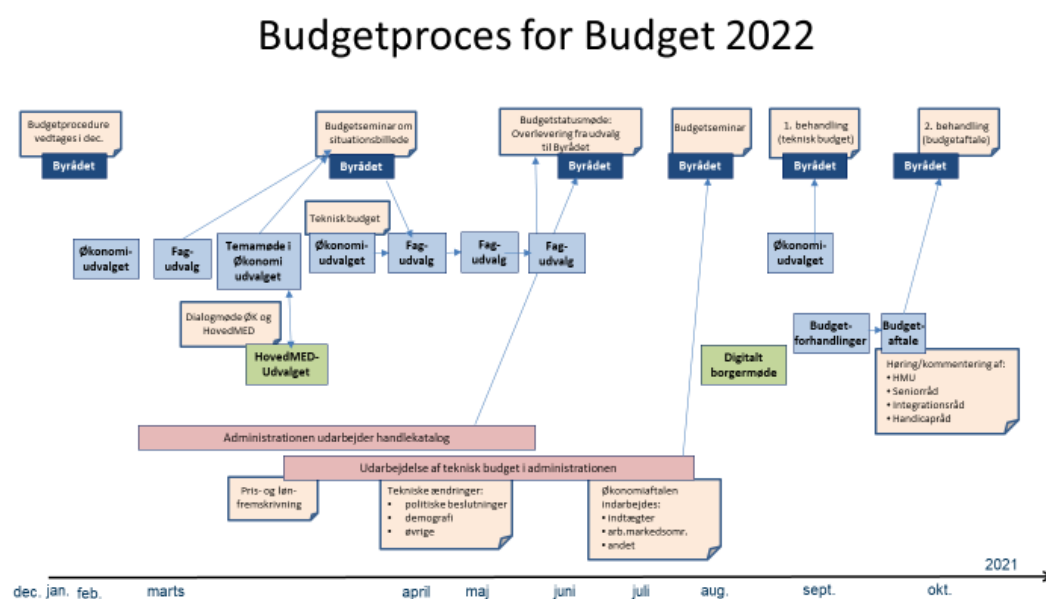 Budgetproces for Budget 2022
Budgetprocedure
vedtages i dec.
Byrådet
Budgetseminar om
situationsbillede
Byrådet
Budgetstatusmøde:
Overlevering fra udvalg
til Byrådet
Byrådet
Budgetseminar
Byrådet
1. behandling
(teknisk budget)
Byrådet
2. behandling
(budgetaftale)
Byrådet
Teknisk budget
Økonomi-
udvalget
Fag-
udvalg
Temamøde i
Økonomi
udvalget
Økonomi-
udvalget
Fag-
udvalg
Fag-
udvalg
Fag-
udvalg
Økonomi-
udvalget
Dialogmøde ØK og
HovedMED
HovedMED-
Udvalget
Digitalt
borgermøde
Budget-
forhandlinger
Budget-
aftale
Høring/kommentering af:
• HMU
• Seniorråd
• Integrationsråd
• Handicapråd
Administrationen udarbejder handlekatalog
Udarbejdelse af teknisk budget i administrationen
Pris- og løn-
fremskrivning
Tekniske ændringer:
• politiske beslutninger
• demografi
• øvrige
Økonomiaftalen
indarbejdes:
• indtægter
• arb.markedsomr.
• andet
2021
dec. jan. feb. marts april maj juni juli aug. sept. okt.